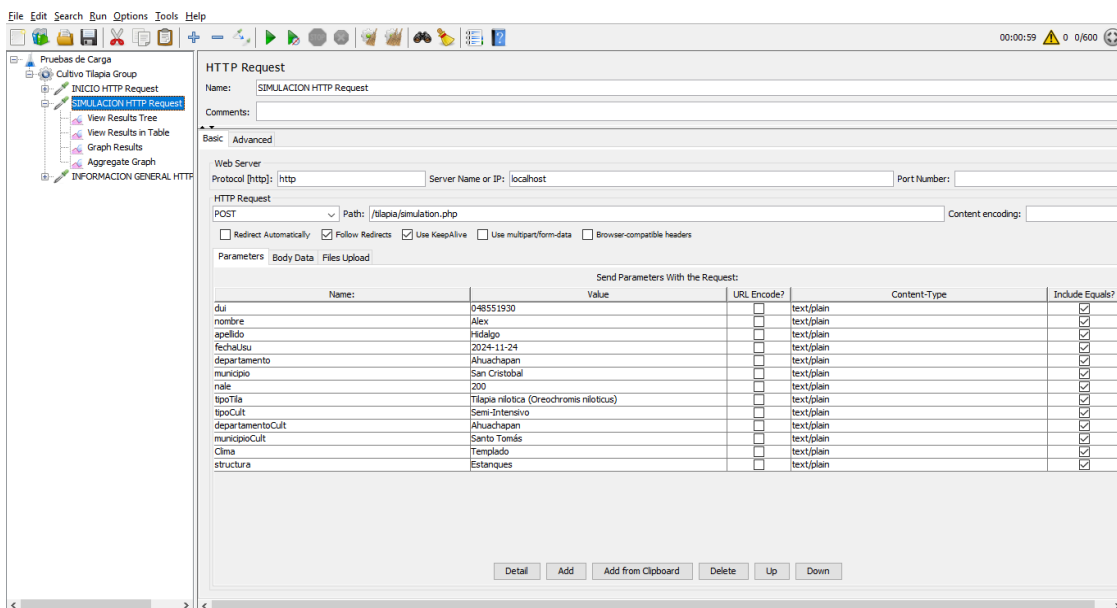 File Edit Search Run Options Tools Help
00:00:59 0 0/600
Pruebas de Carga
Cultivo Tilapia Group
INICIO HTTP Request
SIMULACION HTTP Request
View Results Tree
View Results in Table
Graph Results
Aggregate Graph
INFORMACION GENERAL HTTP
HTTP Request
Name: SIMULACION HTTP Request
Comments:
Basic Advanced
Web Server
Protocol [http]: http Server Name or IP: localhost Port Number:
HTTP Request
POST Path: /tilapia/simulation.php Content encoding:
Redirect Automatically Follow Redirects Use KeepAlive Use multipart/form-data Browser-compatible headers
Parameters Body Data Files Upload
Send Parameters With the Request:
Name: Value URL Encode? Content-Type Include Equals?
dui 048551930 text/plain
nombre Alex text/plain
apellido Hidalgo text/plain
fechaUsu 2024-11-24 text/plain
departamento Ahuachapan text/plain
municipio San Cristobal text/plain
nale 200 text/plain
tipoTila Tilapia nilotica (Oreochromis niloticus) text/plain
tipoCult Semi-Intensivo text/plain
departamentoCult Ahuachapan text/plain
municipioCult Santo Tomás text/plain
Clima Templado text/plain
structura Estanques text/plain
Detail Add Add from Clipboard Delete Up Down